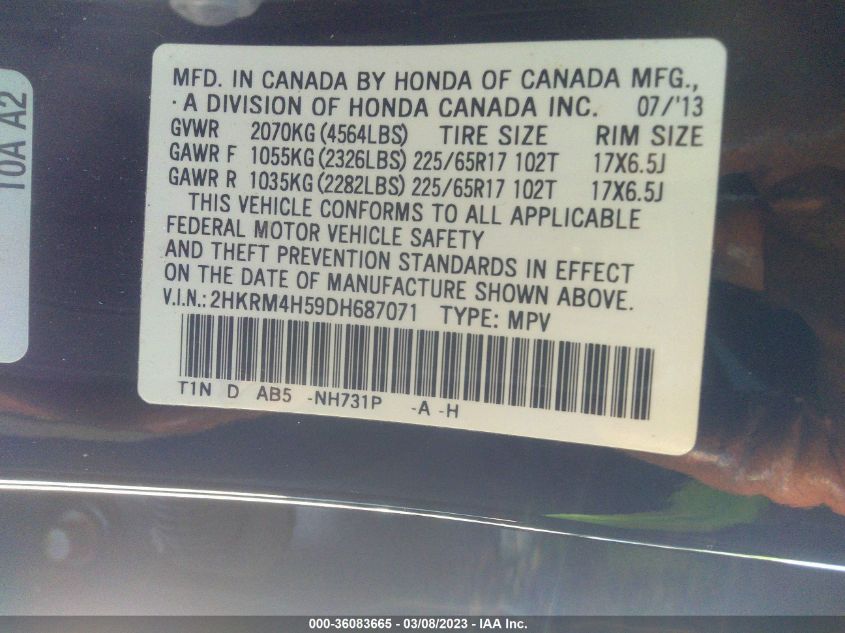 MFD. IN CANADA BY HONDA OF CANADA MFG.,
·A DIVISION OF HONDA CANADA INC. 07/'13
GVWR 2070KG (4564LBS) TIRE SIZE RIM SIZE
GAWR F 1055KG (2326LBS) 225/65R17 102T 17X6.5J
GAWR R 1035KG (2282LBS) 225/65R17 102T 17X6.5J
THIS VEHICLE CONFORMS TO ALL APPLICABLE
FEDERAL MOTOR VEHICLE SAFETY
AND THEFT PREVENTION STANDARDS IN EFFECT
ON THE DATE OF MANUFACTURE SHOWN ABOVE.
V.I.N.: 2HKRM4H59DH687071 TYPE: MPV
T1N D AB5 -NH731P -A -H
T0A A2
000-36083665 - 03/08/2023 - IAA Inc.